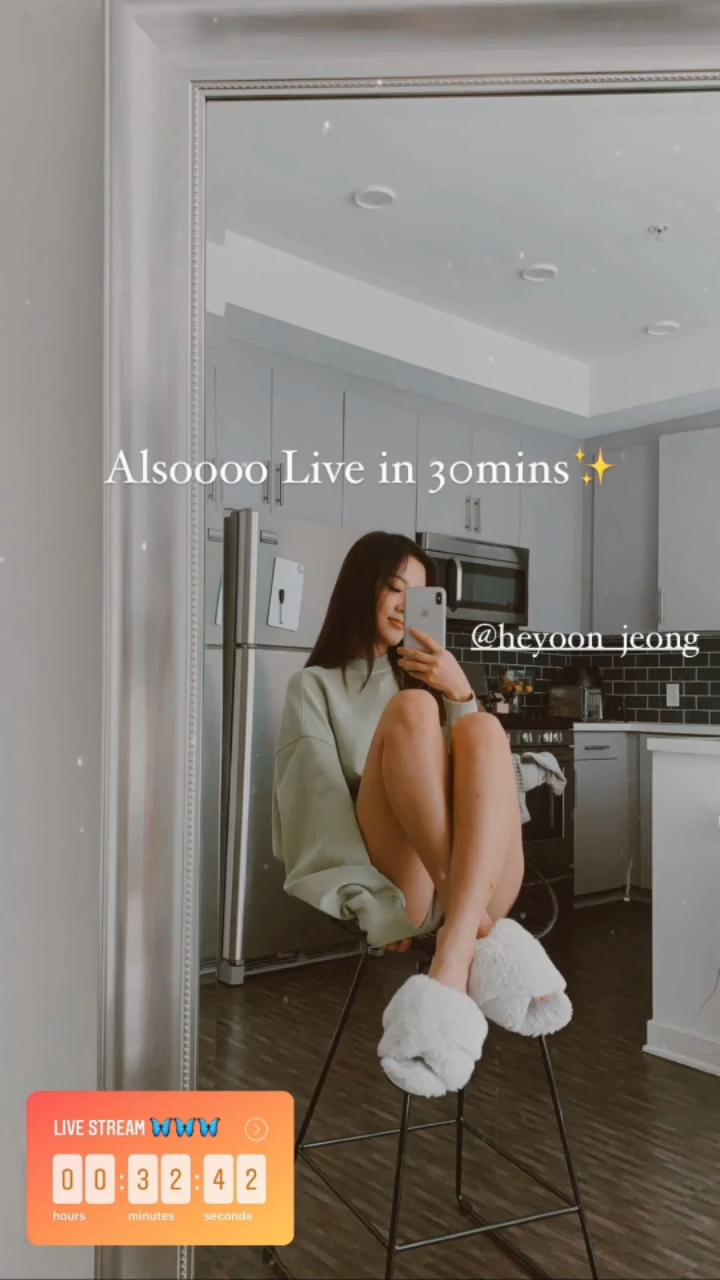 Alsoooo Live in 30mins✨
@heyoon_jeong
LIVE STREAM 🦋🦋🦋
00:32:42
hours minutes seconds